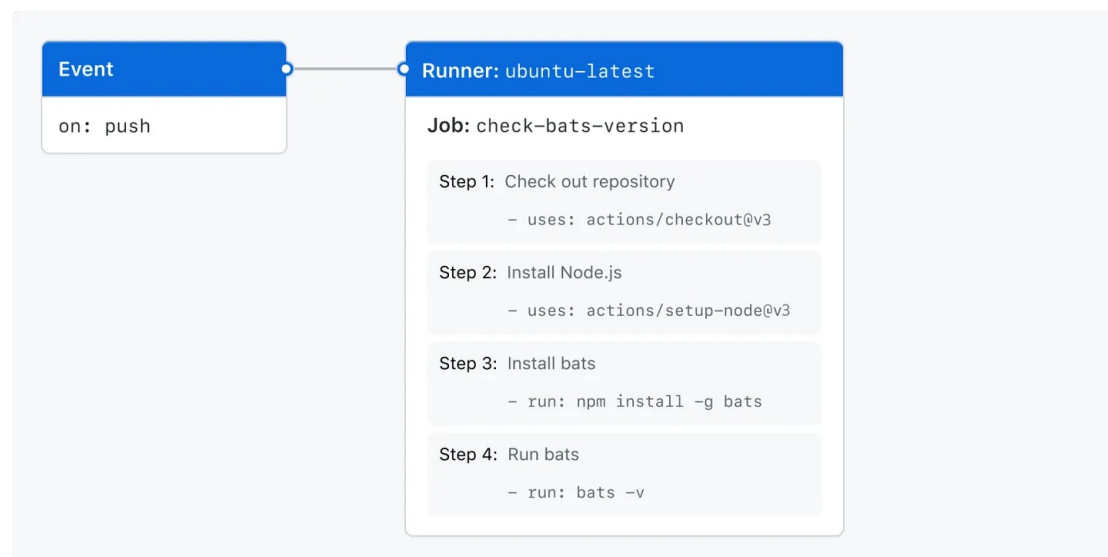 Event
on: push
Runner: ubuntu-latest
Job: check-bats-version
Step 1: Check out repository
- uses: actions/checkout@v3
Step 2: Install Node.js
- uses: actions/setup-node@v3
Step 3: Install bats
- run: npm install -g bats
Step 4: Run bats
- run: bats -v